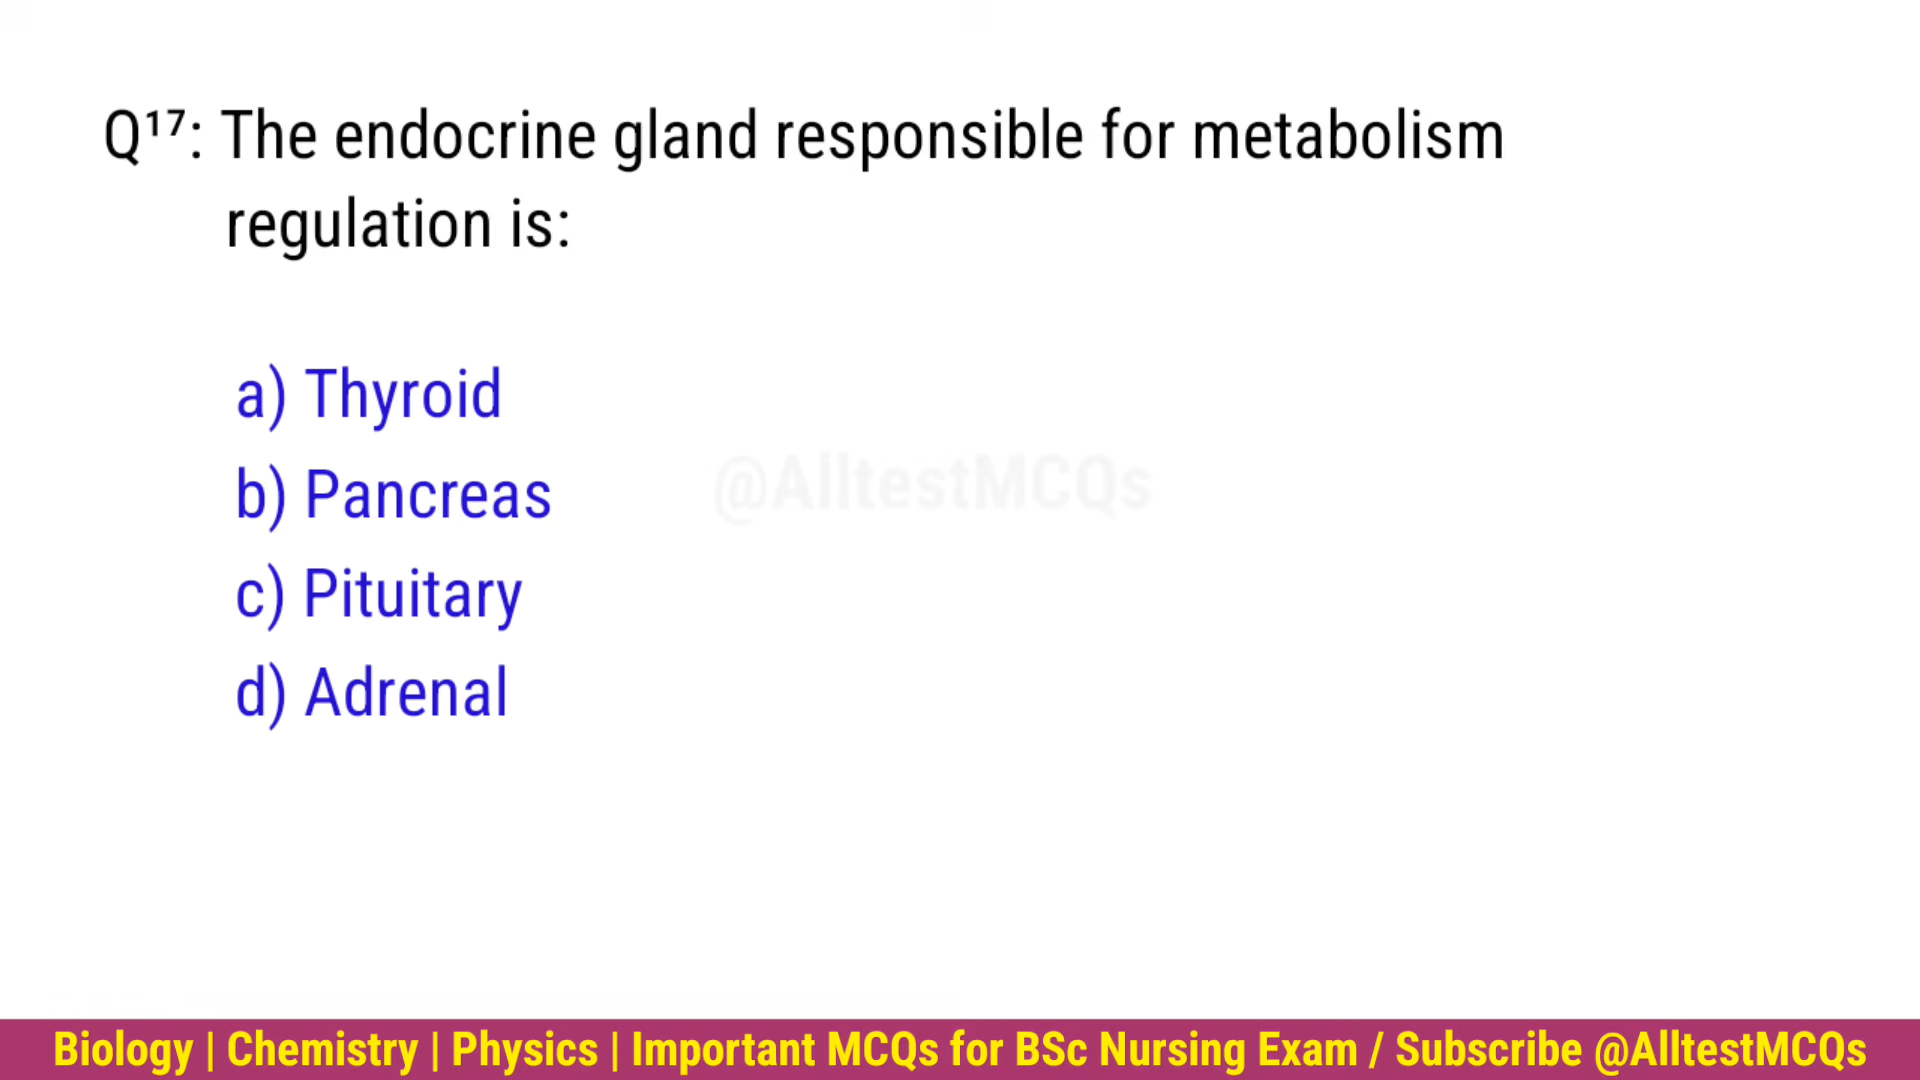 Q¹⁷: The endocrine gland responsible for metabolism
regulation is:
a) Thyroid
@AlltestMCQs
b) Pancreas
c) Pituitary
d) Adrenal
Biology | Chemistry | Physics | Important MCQs for BSc Nursing Exam / Subscribe @AlltestMCQs